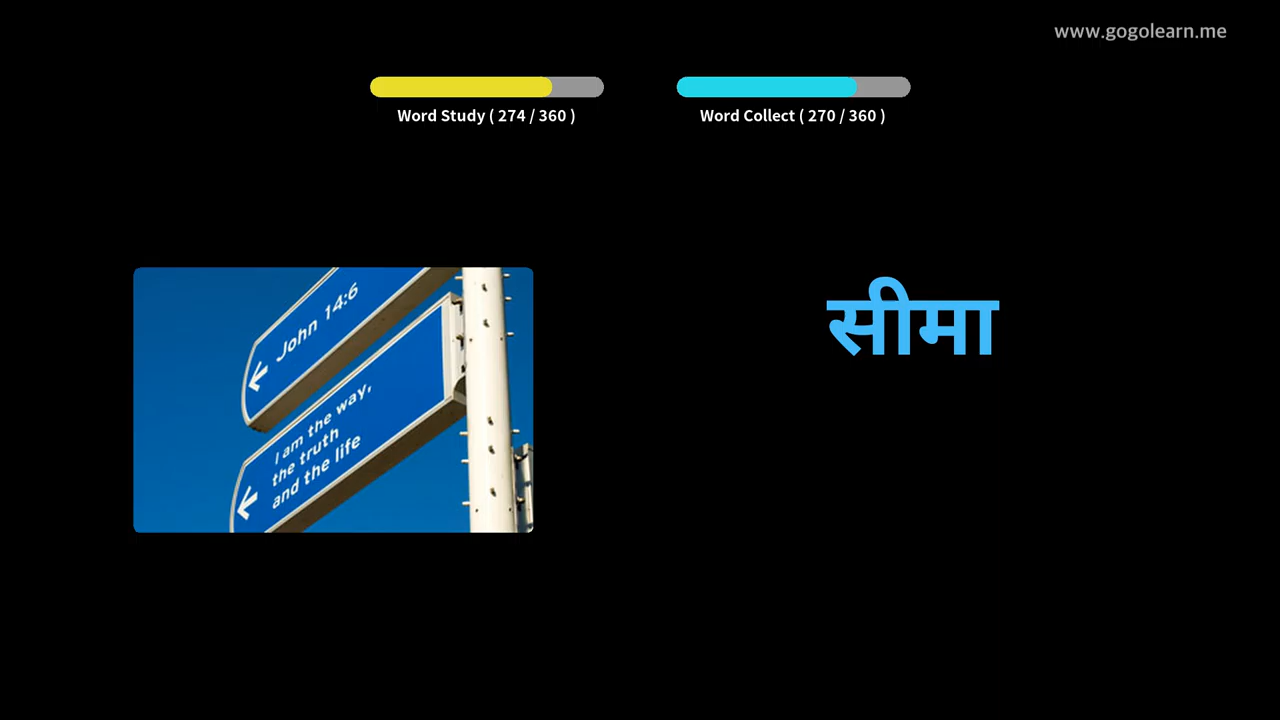 www.gogolearn.me
Word Study ( 274 / 360 )
Word Collect ( 270 / 360 )
John 14:6
I am the way,
the truth
and the life
सीमा